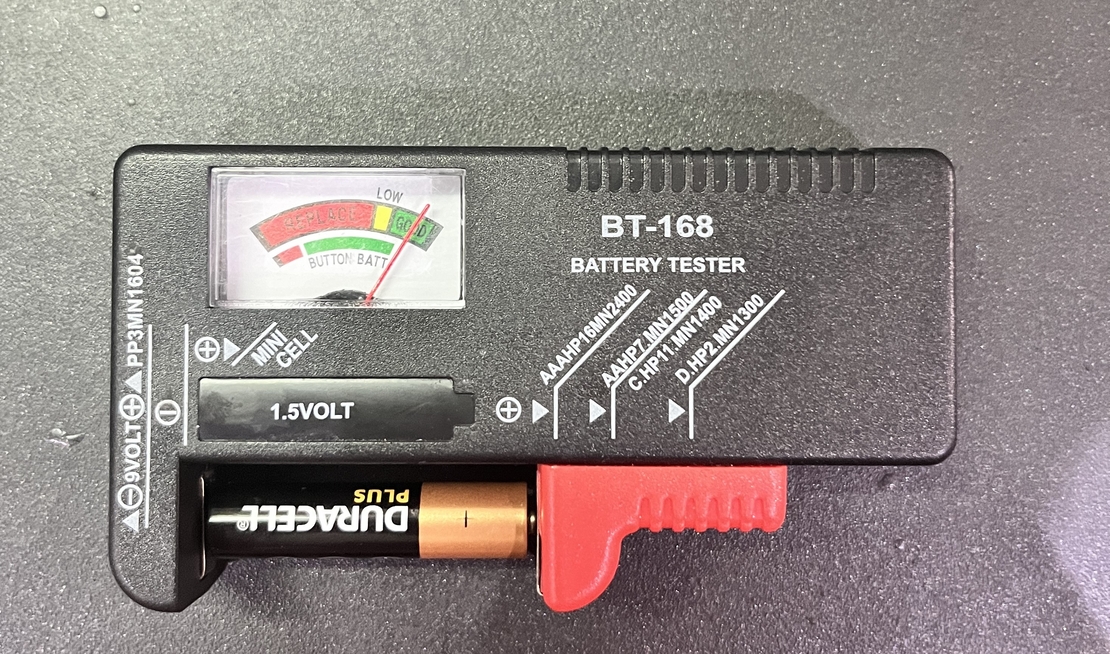 LOW
REPLACE
GOOD
BUTTON BATT
BT-168
BATTERY TESTER
AAAHP16MN2400
AAHP7.MN1500
C.HP11.MN1400
D.HP2.MN1300
MINI
CELL
1.5VOLT
9VOLT
PP3MN1604
DURACELL®
PLUS